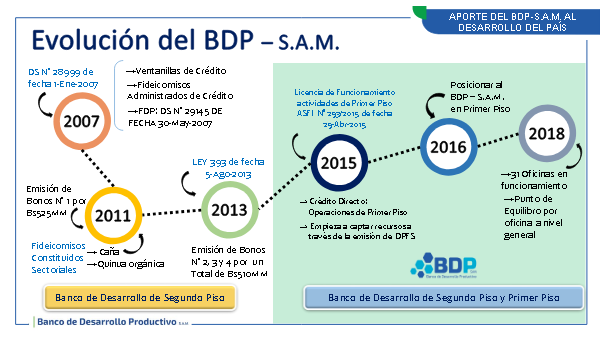 APORTE DEL BDP-S.A.M. AL
DESARROLLO DEL PAÍS
Evolución del BDP – S.A.M.
DS N° 28999 de
fecha 1-Ene-2007
→Ventanillas de Crédito
→Fideicomisos
Administrados de Crédito
→FDP: DS N° 29145 DE
FECHA 30-May-2007
2007
Emisión de
Bonos N° 1 por
Bs525MM
2011
Fideicomisos
Constituidos
Sectoriales
→ Caña
→Quinua orgánica
LEY 393 de fecha
5-Ago-2013
2013
Emisión de Bonos
N° 2, 3 y 4 por un
Total de Bs510MM
Licencia de Funcionamiento
actividades de Primer Piso
ASFI N° 293/2015 de fecha
29-Abr-2015
2015
→ Crédito Directo:
Operaciones de Primer Piso
→ Empieza a captar recursos a
través de la emisión de DPFS
Posicionar al
BDP – S.A.M.
en Primer Piso
2016
2018
→31 Oficinas en
funcionamiento
→Punto de
Equilibro por
oficina a nivel
general
BDP
Banco de Desarrollo Productivo
Banco de Desarrollo de Segundo Piso
Banco de Desarrollo de Segundo Piso y Primer Piso
Banco de Desarrollo Productivo S.A.M.